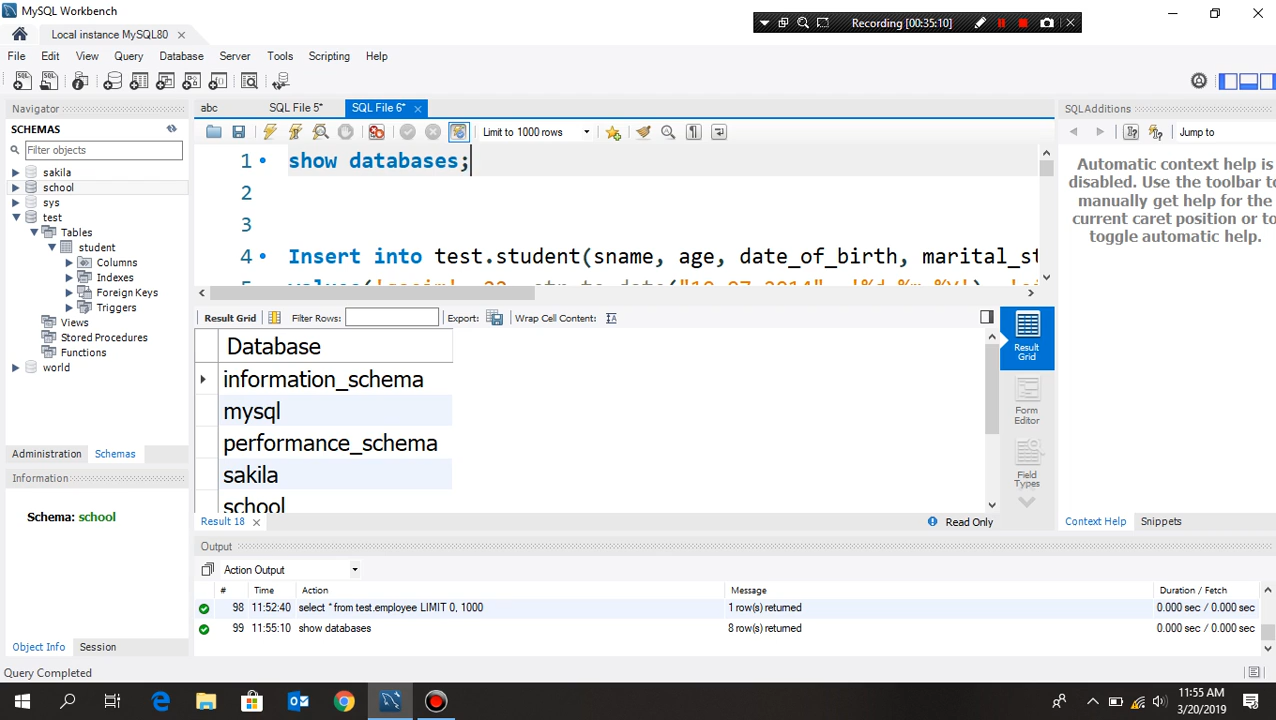 MySQL Workbench
Recording [00:35:10]
Local instance MySQL80
File Edit View Query Database Server Tools Scripting Help
Navigator
SCHEMAS
Filter objects
sakila
school
sys
test
Tables
student
Columns
Indexes
Foreign Keys
Triggers
Views
Stored Procedures
Functions
world
Administration Schemas
Information
Schema: school
Object Info Session
Query Completed
abc SQL File 5* SQL File 6*
Limit to 1000 rows
1 show databases;
2
3
4 Insert into test.student(sname, age, date_of_birth, marital_st
Result Grid Filter Rows: Export: Wrap Cell Content:
Database
information_schema
mysql
performance_schema
sakila
school
Result Grid
Form Editor
Field Types
Result 18
Read Only
SQLAdditions
Jump to
Automatic context help is
disabled. Use the toolbar to
manually get help for the
current caret position or to
toggle automatic help.
Context Help Snippets
Output
Action Output
# Time Action Message Duration / Fetch
98 11:52:40 select * from test.employee LIMIT 0, 1000 1 row(s) returned 0.000 sec / 0.000 sec
99 11:55:10 show databases 8 row(s) returned 0.000 sec / 0.000 sec
11:55 AM
3/20/2019